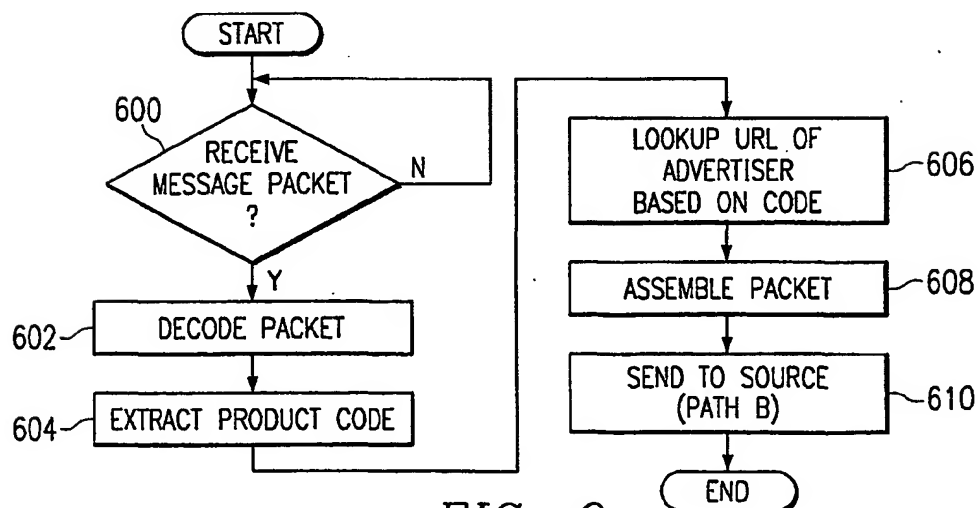 START
600
RECEIVE
MESSAGE PACKET
?
N
Y
602
DECODE PACKET
604
EXTRACT PRODUCT CODE
LOOKUP URL OF
ADVERTISER
BASED ON CODE
606
ASSEMBLE PACKET
608
SEND TO SOURCE
(PATH B)
610
END